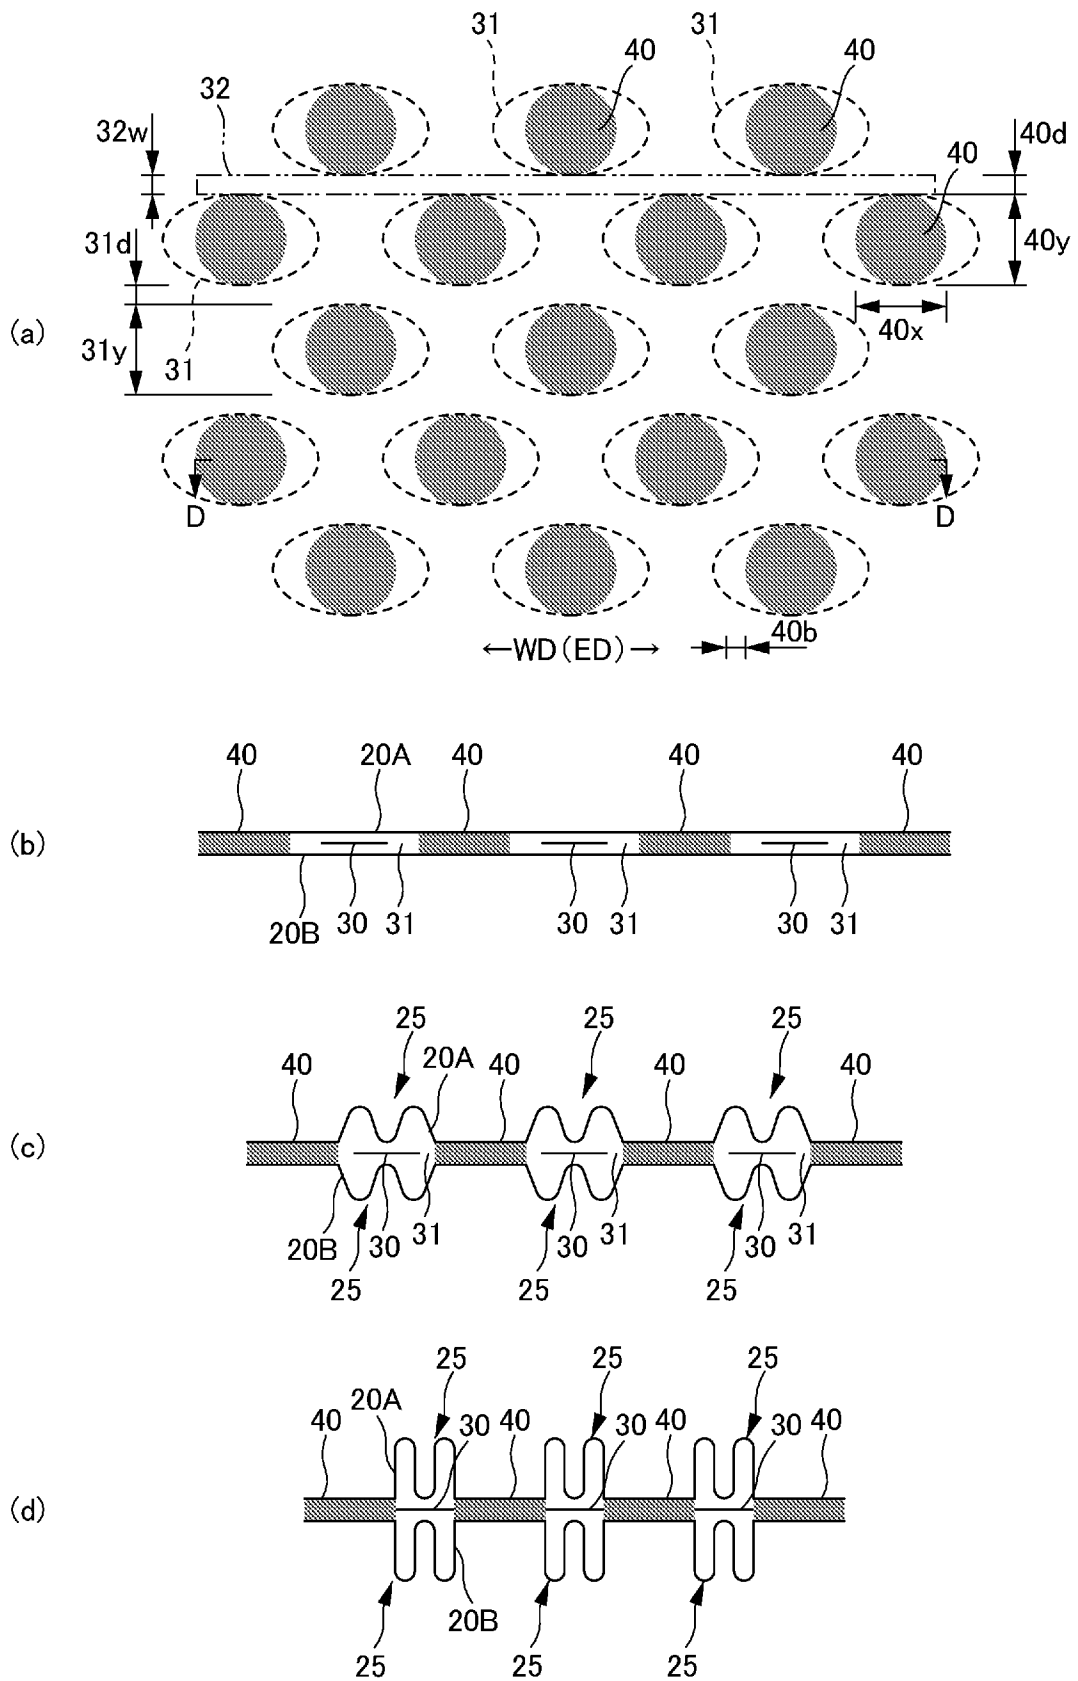 31 31
40 40
32
32w 40d
40
31d 40y
(a)
31y 31 40x
D D
40b
←WD(ED)→
40 20A 40 40 40
(b)
20B 30 31 30 31 30 31
25 25 25
40 20A 40 40 40
(c)
20B 30 31 30 31 30 31
25 25 25
25 25 25
20A
40 30 40 30 40 30 40
(d)
20B
25 25 25